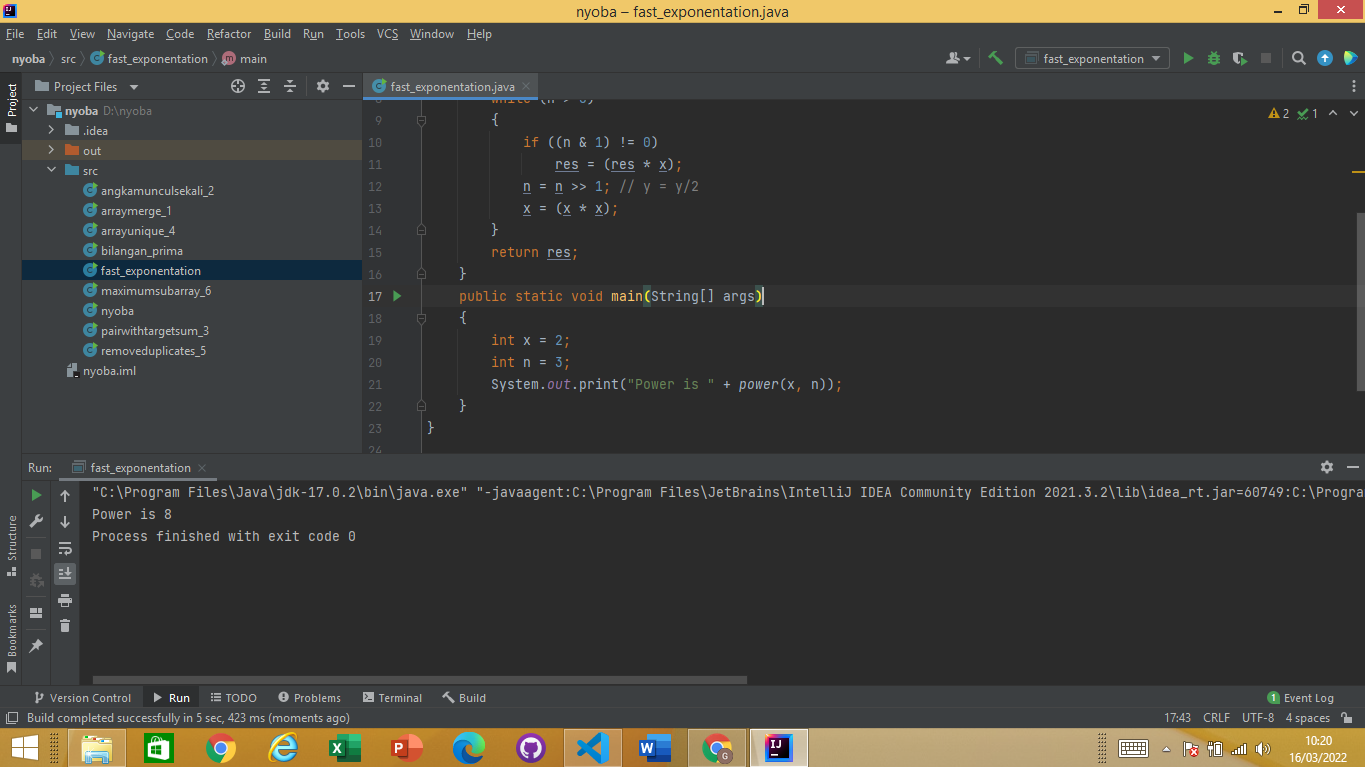 nyoba – fast_exponentation.java
File Edit View Navigate Code Refactor Build Run Tools VCS Window Help
nyoba src fast_exponentation main
fast_exponentation
Project
Project Files
fast_exponentation.java
nyoba D:\nyoba
.idea
out
src
angkamunculsekali_2
arraymerge_1
arrayunique_4
bilangan_prima
fast_exponentation
maximumsubarray_6
nyoba
pairwithtargetsum_3
removeduplicates_5
nyoba.iml
2 1
8 while (n > 0)
9 {
10 if ((n & 1) != 0)
11 res = (res * x);
12 n = n >> 1; // y = y/2
13 x = (x * x);
14 }
15 return res;
16 }
17 public static void main(String[] args)
18 {
19 int x = 2;
20 int n = 3;
21 System.out.print("Power is " + power(x, n));
22 }
23 }
24
Run: fast_exponentation
"C:\Program Files\Java\jdk-17.0.2\bin\java.exe" "-javaagent:C:\Program Files\JetBrains\IntelliJ IDEA Community Edition 2021.3.2\lib\idea_rt.jar=60749:C:\Progra
Power is 8
Process finished with exit code 0
Structure
Bookmarks
Version Control Run TODO Problems Terminal Build 1 Event Log
Build completed successfully in 5 sec, 423 ms (moments ago) 17:43 CRLF UTF-8 4 spaces
10:20
16/03/2022